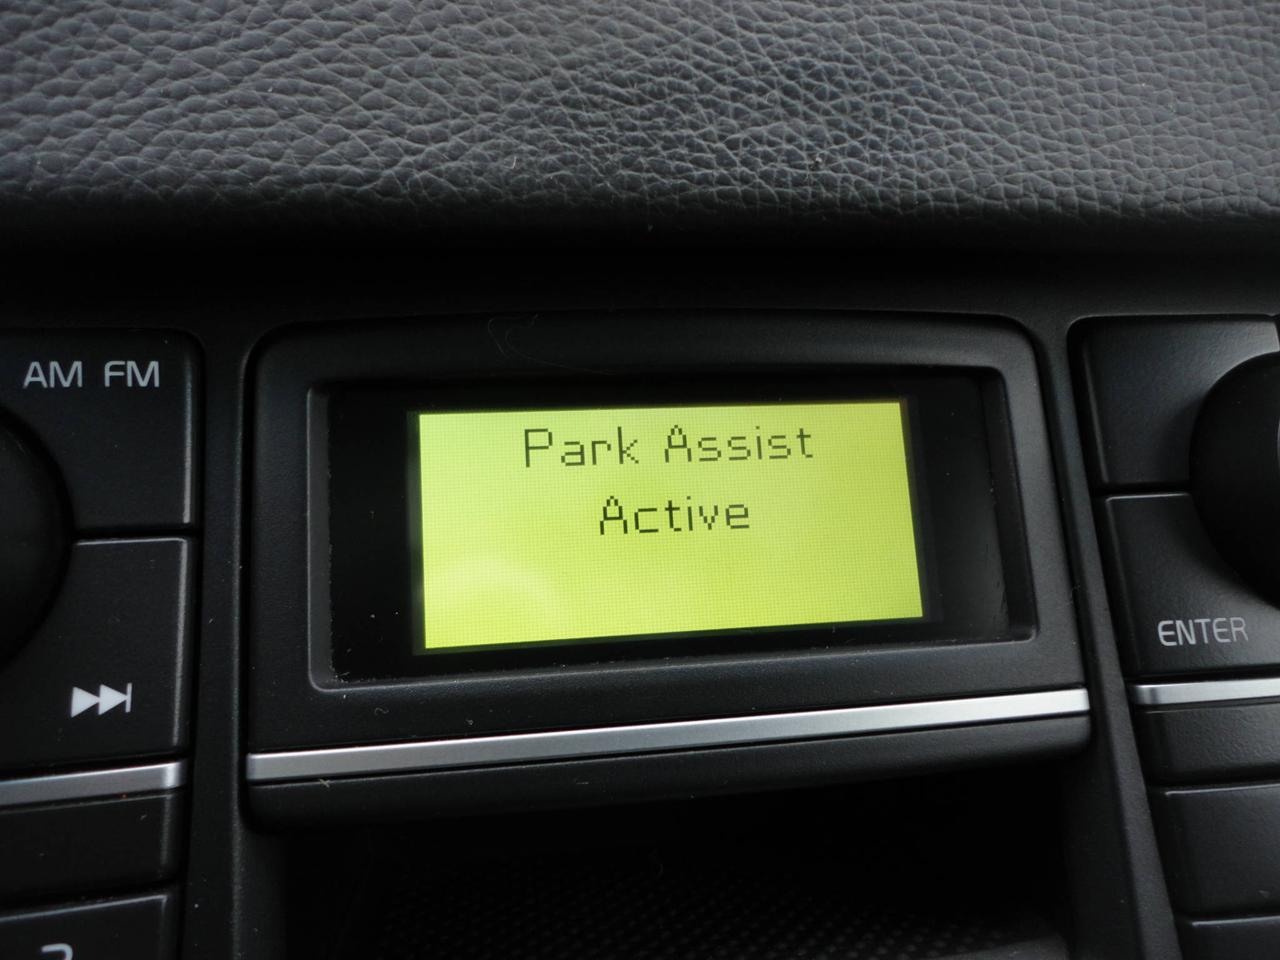 AM FM
Park Assist
Active
ENTER